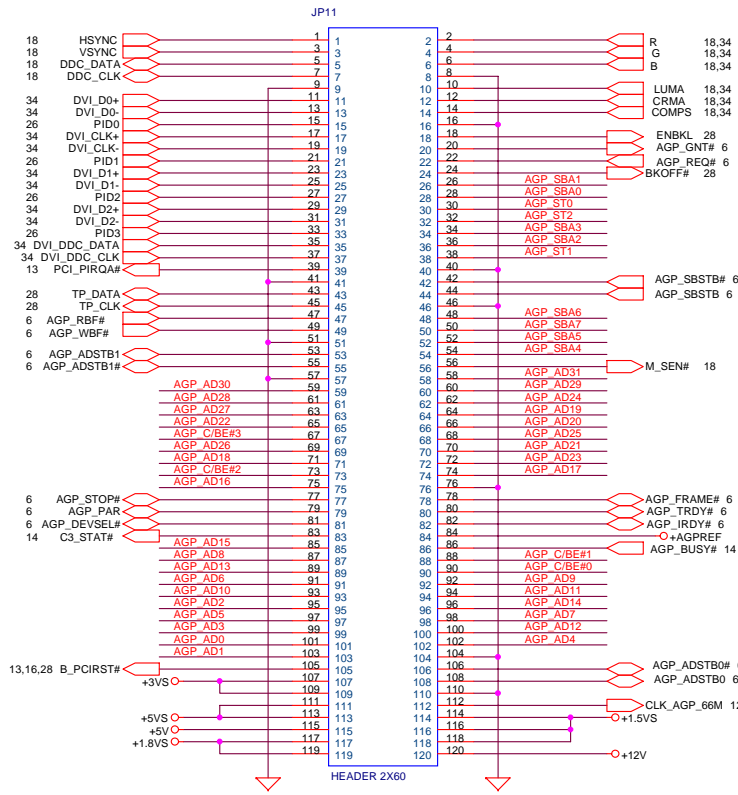 JP11
18 HSYNC 1 1 2 2 R 18,34
18 VSYNC 3 3 4 4 G 18,34
18 DDC_DATA 5 5 6 6 B 18,34
18 DDC_CLK 7 7 8 8
9 9 10 10 LUMA 18,34
34 DVI_D0+ 11 11 12 12 CRMA 18,34
34 DVI_D0- 13 13 14 14 COMPS 18,34
26 PID0 15 15 16 16
34 DVI_CLK+ 17 17 18 18 ENBKL 28
34 DVI_CLK- 19 19 20 20 AGP_GNT# 6
26 PID1 21 21 22 22 AGP_REQ# 6
34 DVI_D1+ 23 23 24 24 BKOFF# 28
34 DVI_D1- 25 25 26 26 AGP_SBA1
26 PID2 27 27 28 28 AGP_SBA0
34 DVI_D2+ 29 29 30 30 AGP_ST0
34 DVI_D2- 31 31 32 32 AGP_ST2
26 PID3 33 33 34 34 AGP_SBA3
34 DVI_DDC_DATA 35 35 36 36 AGP_SBA2
34 DVI_DDC_CLK 37 37 38 38 AGP_ST1
13 PCI_PIRQA# 39 39 40 40
41 41 42 42 AGP_SBSTB# 6
28 TP_DATA 43 43 44 44 AGP_SBSTB 6
28 TP_CLK 45 45 46 46
6 AGP_RBF# 47 47 48 48 AGP_SBA6
6 AGP_WBF# 49 49 50 50 AGP_SBA7
51 51 52 52 AGP_SBA5
6 AGP_ADSTB1 53 53 54 54 AGP_SBA4
6 AGP_ADSTB1# 55 55 56 56 M_SEN# 18
57 57 58 58 AGP_AD31
AGP_AD30 59 59 60 60 AGP_AD29
AGP_AD28 61 61 62 62 AGP_AD24
AGP_AD27 63 63 64 64 AGP_AD19
AGP_AD22 65 65 66 66 AGP_AD20
AGP_C/BE#3 67 67 68 68 AGP_AD25
AGP_AD26 69 69 70 70 AGP_AD21
AGP_AD18 71 71 72 72 AGP_AD23
AGP_C/BE#2 73 73 74 74 AGP_AD17
AGP_AD16 75 75 76 76
6 AGP_STOP# 77 77 78 78 AGP_FRAME# 6
6 AGP_PAR 79 79 80 80 AGP_TRDY# 6
6 AGP_DEVSEL# 81 81 82 82 AGP_IRDY# 6
14 C3_STAT# 83 83 84 84 +AGPREF
AGP_AD15 85 85 86 86 AGP_BUSY# 14
AGP_AD8 87 87 88 88 AGP_C/BE#1
AGP_AD13 89 89 90 90 AGP_C/BE#0
AGP_AD6 91 91 92 92 AGP_AD9
AGP_AD10 93 93 94 94 AGP_AD11
AGP_AD2 95 95 96 96 AGP_AD14
AGP_AD5 97 97 98 98 AGP_AD7
AGP_AD3 99 99 100 100 AGP_AD12
AGP_AD0 101 101 102 102 AGP_AD4
AGP_AD1 103 103 104 104
13,16,28 B_PCIRST# 105 105 106 106 AGP_ADSTB0#
+3VS 107 107 108 108 AGP_ADSTB0 6
109 109 110 110
111 111 112 112 CLK_AGP_66M
+5VS 113 113 114 114 +1.5VS
+5V 115 115 116 116
+1.8VS 117 117 118 118
119 119 120 120 +12V
HEADER 2X60